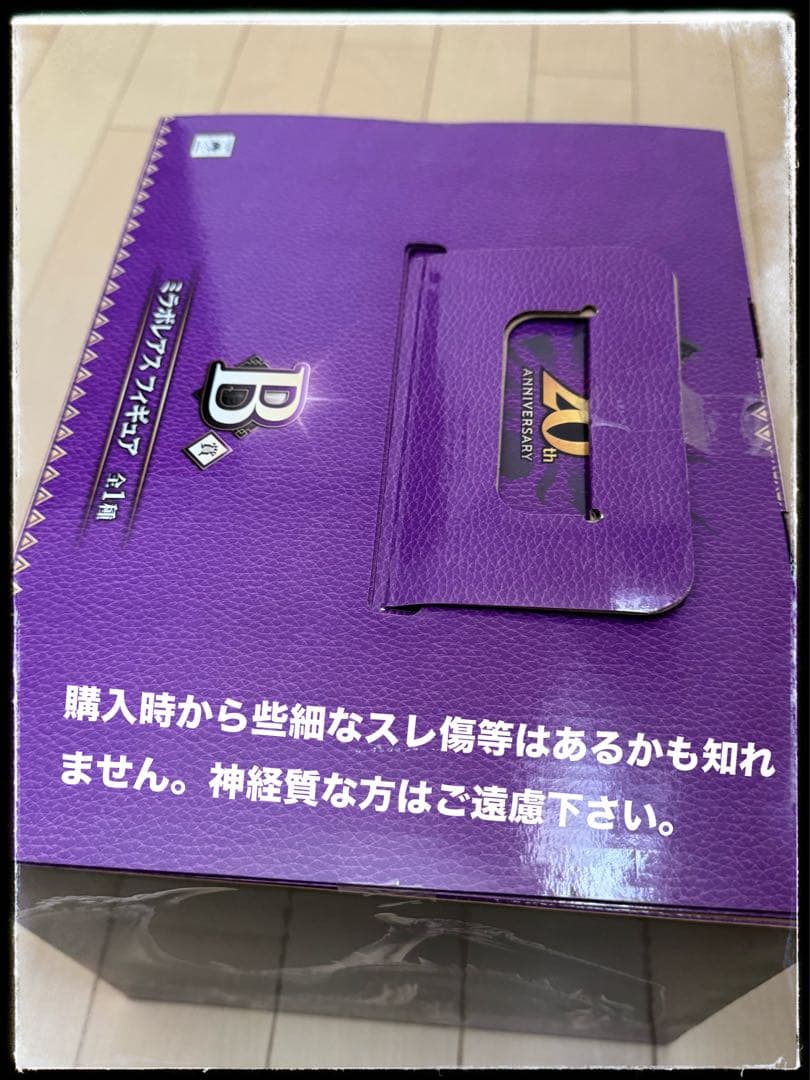 ミラボレアス フィギュア 全1種
B
賞
20th
ANNIVERSARY
購入時から些細なスレ傷等はあるかも知れ
ません。神経質な方はご遠慮下さい。